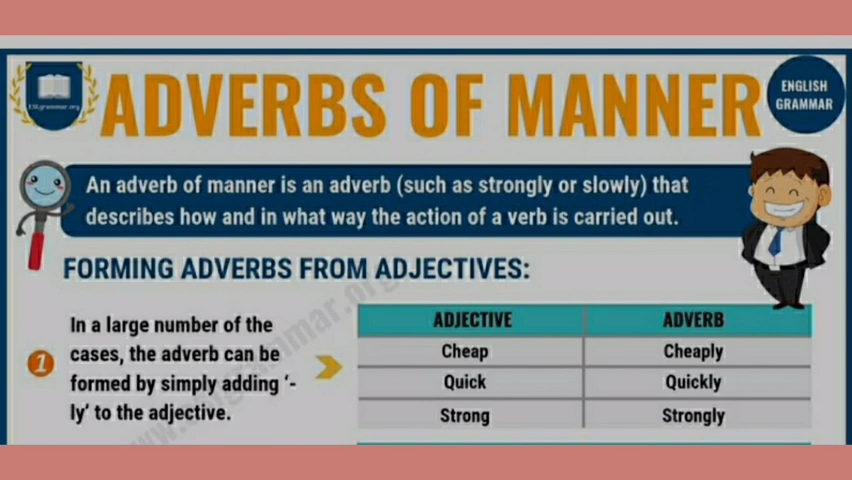 ESLgrammar.org
ADVERBS OF MANNER
ENGLISH
GRAMMAR
An adverb of manner is an adverb (such as strongly or slowly) that
describes how and in what way the action of a verb is carried out.
FORMING ADVERBS FROM ADJECTIVES:
1
In a large number of the
cases, the adverb can be
formed by simply adding ‘-
ly’ to the adjective.
ADJECTIVE ADVERB
Cheap Cheaply
Quick Quickly
Strong Strongly